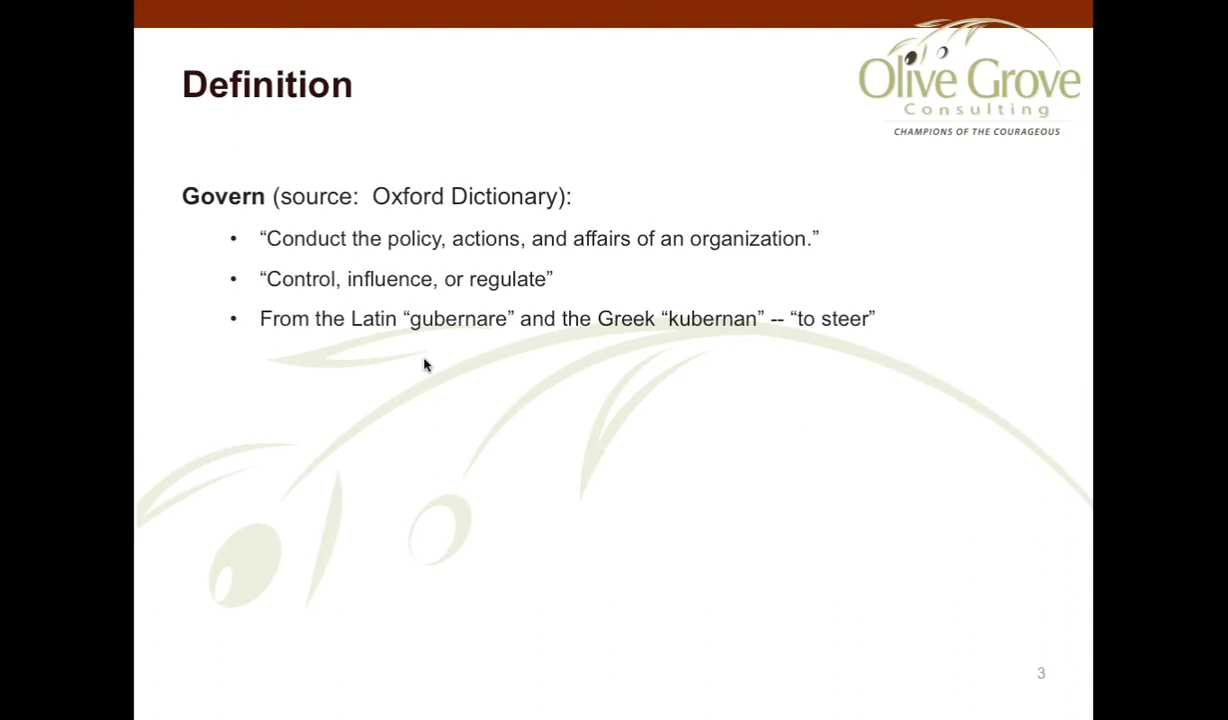 Definition
Olive Grove
Consulting
CHAMPIONS OF THE COURAGEOUS
Govern (source:  Oxford Dictionary):
• “Conduct the policy, actions, and affairs of an organization.”
• “Control, influence, or regulate”
• From the Latin “gubernare” and the Greek “kubernan” -- “to steer”
3